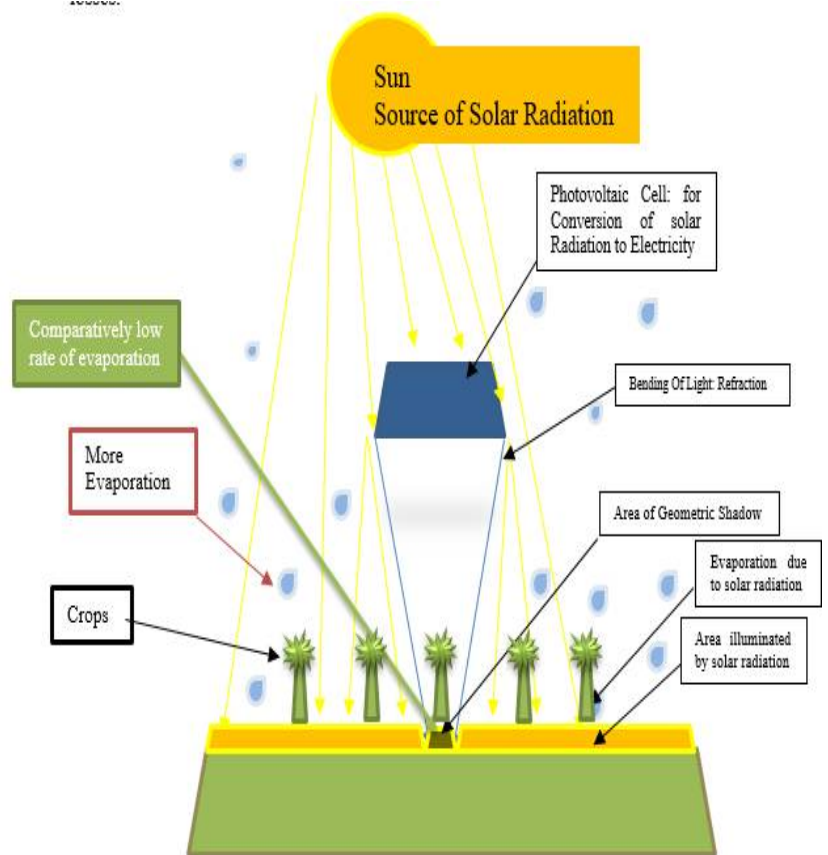 losses.
Sun
Source of Solar Radiation
Photovoltaic Cell: for
Conversion of solar
Radiation to Electricity
Comparatively low
rate of evaporation
Bending Of Light: Refraction
More
Evaporation
Area of Geometric Shadow
Evaporation due
to solar radiation
Crops
Area illuminated
by solar radiation